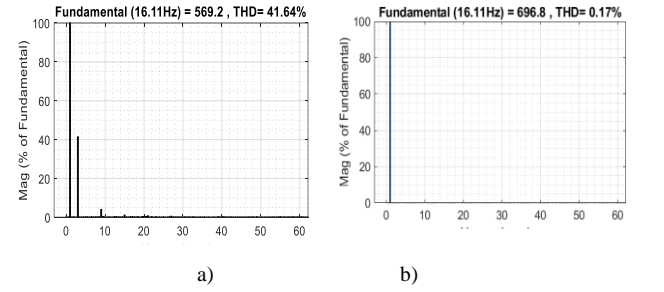 Fundamental (16.11Hz) = 569.2 , THD= 41.64%
Mag (% of Fundamental)
100
80
60
40
20
0
0 10 20 30 40 50 60
a)
Fundamental (16.11Hz) = 696.8 , THD= 0.17%
Mag (% of Fundamental)
100
80
60
40
20
0
0 10 20 30 40 50 60
b)